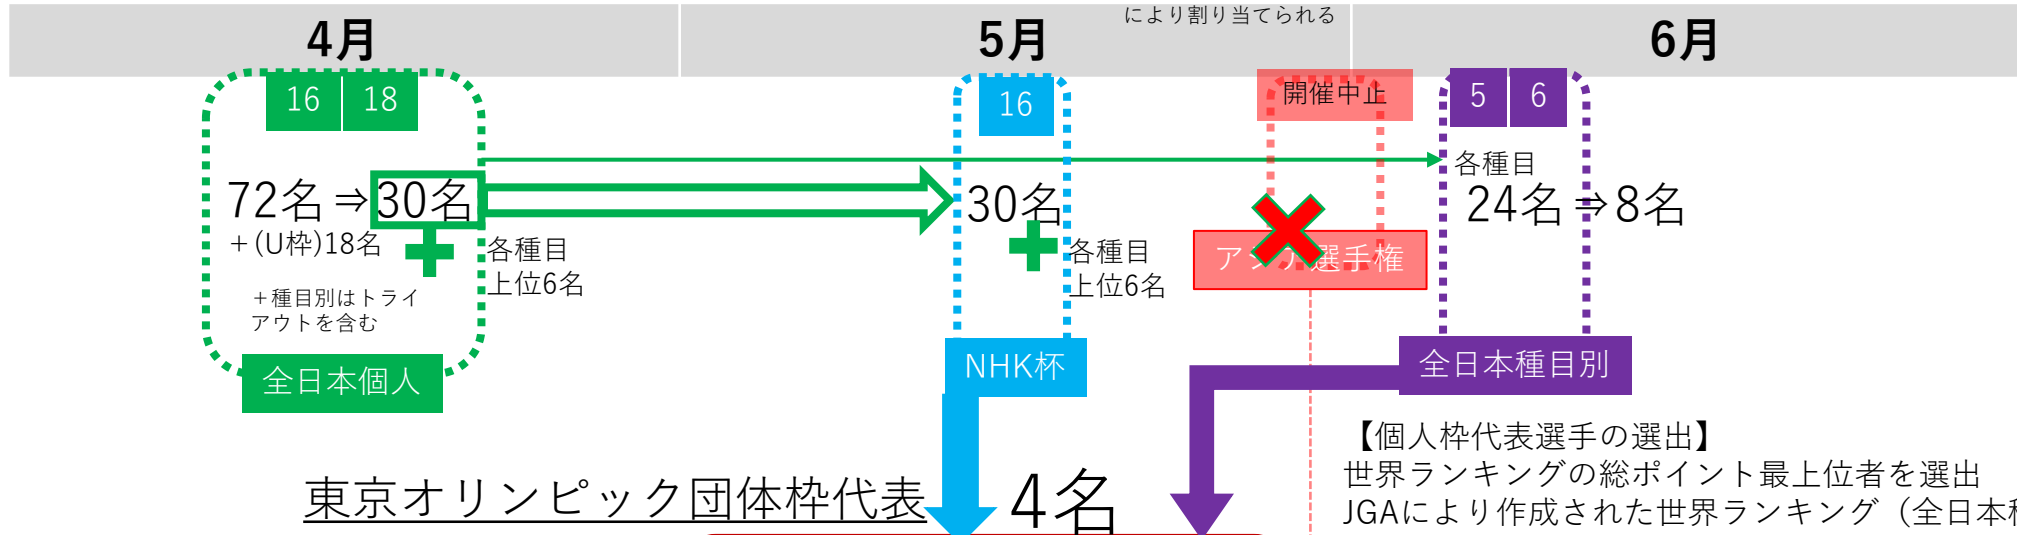 により割り当てられる
4月
5月
6月
16 18
16
開催中止
5 6
72名⇒30名
+(U枠)18名
各種目
上位6名
+種目別はトライ
アウトを含む
全日本個人
30名
各種目
上位6名
NHK杯
選手権
各種目
24名⇒8名
全日本種目別
【個人枠代表選手の選出】
世界ランキングの総ポイント最上位者を選出
JGAにより作成された世界ランキング（全日本種
東京オリンピック団体枠代表 4名